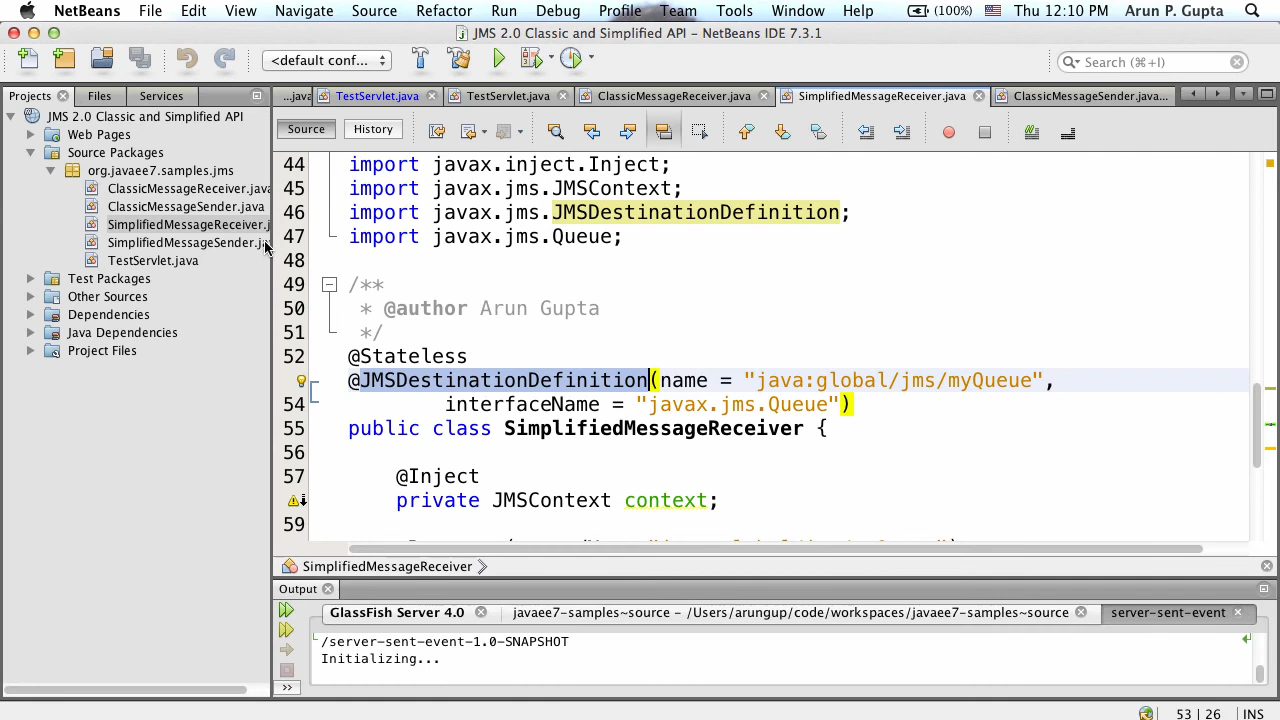 NetBeans File Edit View Navigate Source Refactor Run Debug Profile Team Tools Window Help (100%) Thu 12:10 PM Arun P. Gupta
JMS 2.0 Classic and Simplified API - NetBeans IDE 7.3.1
<default conf... Search (⌘+I)
Projects Files Services
...java TestServlet.java TestServlet.java ClassicMessageReceiver.java SimplifiedMessageReceiver.java ClassicMessageSender.java...
JMS 2.0 Classic and Simplified API
Web Pages
Source Packages
org.javaee7.samples.jms
ClassicMessageReceiver.java
ClassicMessageSender.java
SimplifiedMessageReceiver.j
SimplifiedMessageSender.ja
TestServlet.java
Test Packages
Other Sources
Dependencies
Java Dependencies
Project Files
Source History
44 import javax.inject.Inject;
45 import javax.jms.JMSContext;
46 import javax.jms.JMSDestinationDefinition;
47 import javax.jms.Queue;
48
49 /**
50 * @author Arun Gupta
51 */
52 @Stateless
@JMSDestinationDefinition(name = "java:global/jms/myQueue",
54 interfaceName = "javax.jms.Queue")
55 public class SimplifiedMessageReceiver {
56
57 @Inject
private JMSContext context;
59
SimplifiedMessageReceiver
Output
GlassFish Server 4.0 javaee7-samples~source - /Users/arungup/code/workspaces/javaee7-samples~source server-sent-event
/server-sent-event-1.0-SNAPSHOT
Initializing...
53 | 26 INS